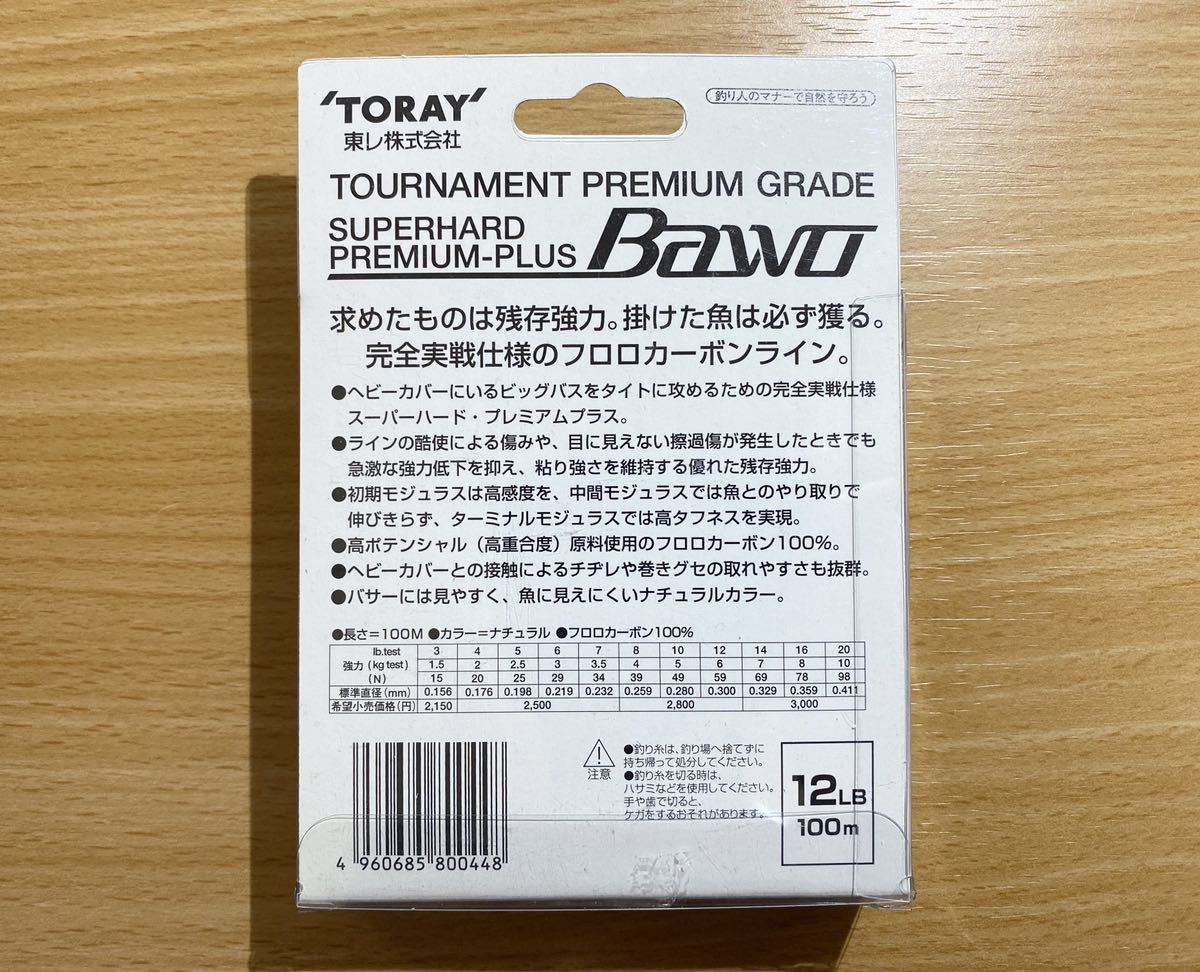 'TORAY'
東レ株式会社
釣り人のマナーで自然を守ろう
TOURNAMENT PREMIUM GRADE
SUPERHARD
PREMIUM-PLUS Bawo
求めたものは残存強力。掛けた魚は必ず獲る。
完全実戦仕様のフロロカーボンライン。
●ヘビーカバーにいるビッグバスをタイトに攻めるための完全実戦仕様
スーパーハード・プレミアムプラス。
●ラインの酷使による傷みや、目に見えない擦過傷が発生したときでも
急激な強力低下を抑え、粘り強さを維持する優れた残存強力。
●初期モジュラスは高感度を、中間モジュラスでは魚とのやり取りで
伸びきらず、ターミナルモジュラスでは高タフネスを実現。
●高ポテンシャル（高重合度）原料使用のフロロカーボン100%。
●ヘビーカバーとの接触によるチヂレや巻きグセの取れやすさも抜群。
●バサーには見やすく、魚に見えにくいナチュラルカラー。
●長さ＝100M ●カラー＝ナチュラル ●フロロカーボン100%
lb.test 3 4 5 6 7 8 10 12 14 16 20
強力 (kg test) 1.5 2 2.5 3 3.5 4 5 6 7 8 10
(N) 15 20 25 29 34 39 49 59 69 78 98
標準直径(mm) 0.156 0.176 0.198 0.219 0.232 0.259 0.280 0.300 0.329 0.359 0.411
希望小売価格(円) 2,150 2,500 2,800 3,000
注意
●釣り糸は、釣り場へ捨てずに
持ち帰って処分してください。
●釣り糸を切る時は、
ハサミなどを使用してください。
手や歯で切ると、
ケガをするおそれがあります。
12LB
100m
4 960685 800448